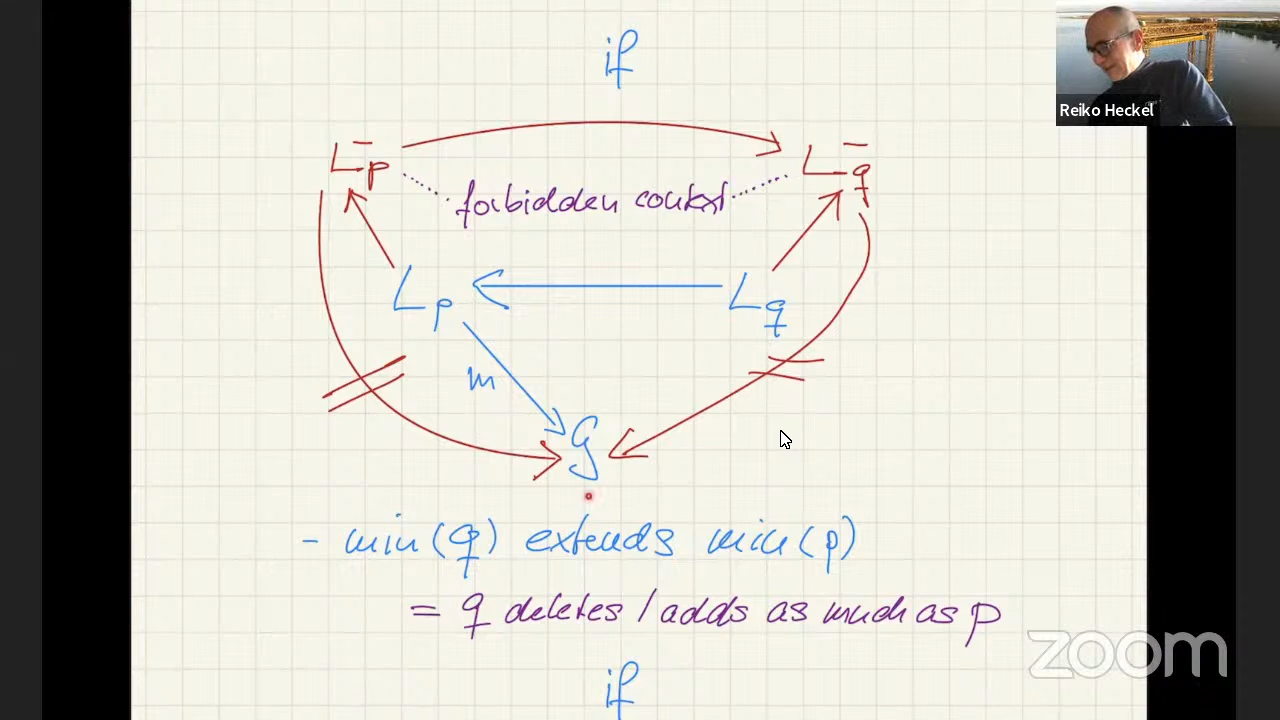 if
Reiko Heckel
L̄p L̄q
forbidden context
Lp Lq
m
G
- min(q) extends min(p)
= q deletes / adds as much as p
zoom
if